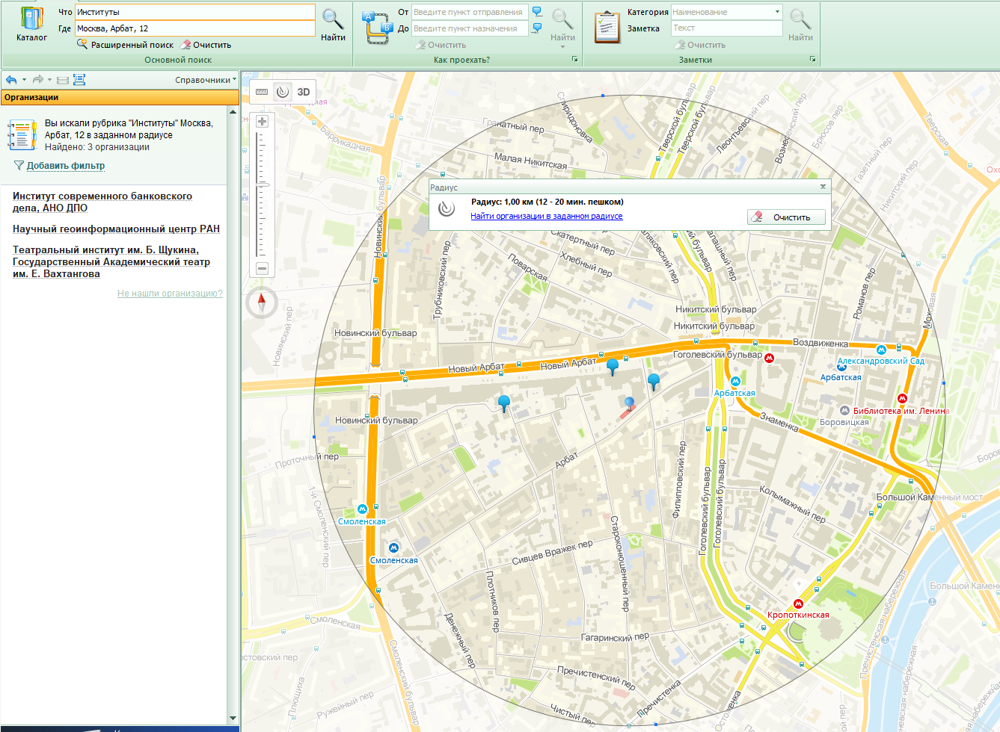 Что
Институты
Где
Москва, Арбат, 12
Каталог
Найти
Расширенный поиск
Очистить
Основной поиск
От
Введите пункт отправления
До
Введите пункт назначения
Найти
Очистить
Как проехать?
Категория
Наименование
Заметка
Текст
Найти
Очистить
Заметки
Справочники
Организации
Вы искали рубрика "Институты" Москва,
Арбат, 12 в заданном радиусе
Найдено: 3 организации
Добавить фильтр
Институт современного банковского
дела, АНО ДПО
Научный геоинформационный центр РАН
Театральный институт им. Б. Щукина,
Государственный Академический театр
им. Е. Вахтангова
Не нашли организацию?
3D
Радиус
Радиус: 1,00 км (12 - 20 мин. пешком)
Найти организации в заданном радиусе
Очистить
Баррикадная
Гранатный пер
Спиридоновка
Тверской бульвар
Тверской бульвар
Леонтьевский пер
Брюсов пер
Тверская
Газетный пер
Никитский пер
Малая Никитская
Новинский бульвар
Новинский бульвар
Трубниковский пер
Скатертный пер
Хлебный пер
Поварская
Романов пер
Моховая
Никитский бульвар
Никитский бульвар
Новинский пер
Новинский бульвар
Воздвиженка
Гоголевский бульвар
Александровский Сад
Арбатская
Новый Арбат
Новый Арбат
Арбатская
Библиотека им. Ленина
Боровицкая
Знаменка
Новинский бульвар
Проточный пер
Арбат
Филипповский пер
Гоголевский бульвар
Гоголевский бульвар
Колымажный пер
Большой Каменный мост
1-й Смоленский пер
Смоленская
Смоленская
Староконюшенный пер
Сивцев Вражек пер
Плотников пер
Кропоткинская
Пречистенская набережная
Смоленский пер
Денежный пер
Гагаринский пер
Смоленский бульвар
Плющиха
Ружейный пер
Пречистенский пер
Пречистенка
Чистый пер
Остоженка